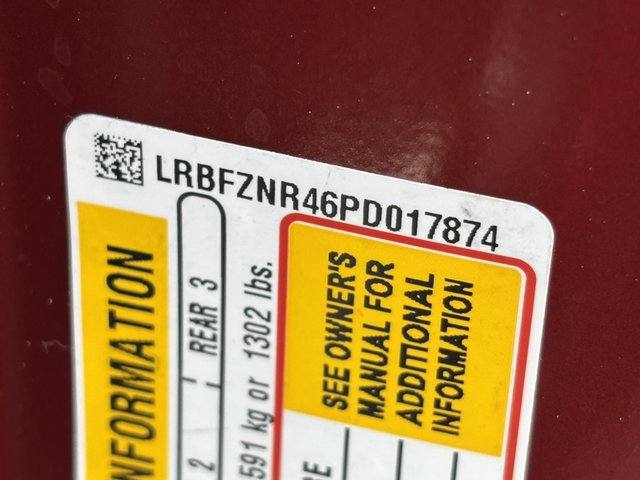 LRBFZNR46PD017874
INFORMATION
2 REAR 3
591 kg or 1302 lbs.
SEE OWNER'S
MANUAL FOR
ADDITIONAL
INFORMATION